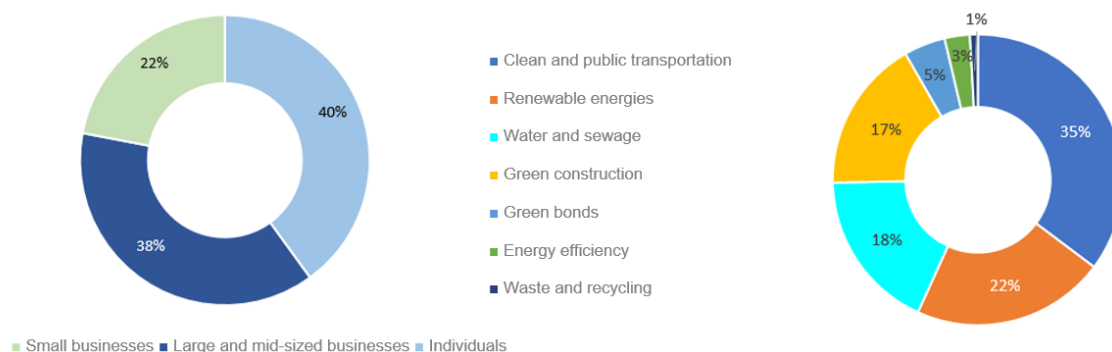 22%
40%
38%
Small businesses Large and mid-sized businesses Individuals
Clean and public transportation
Renewable energies
Water and sewage
Green construction
Green bonds
Energy efficiency
Waste and recycling
1%
3%
5%
17%
35%
18%
22%